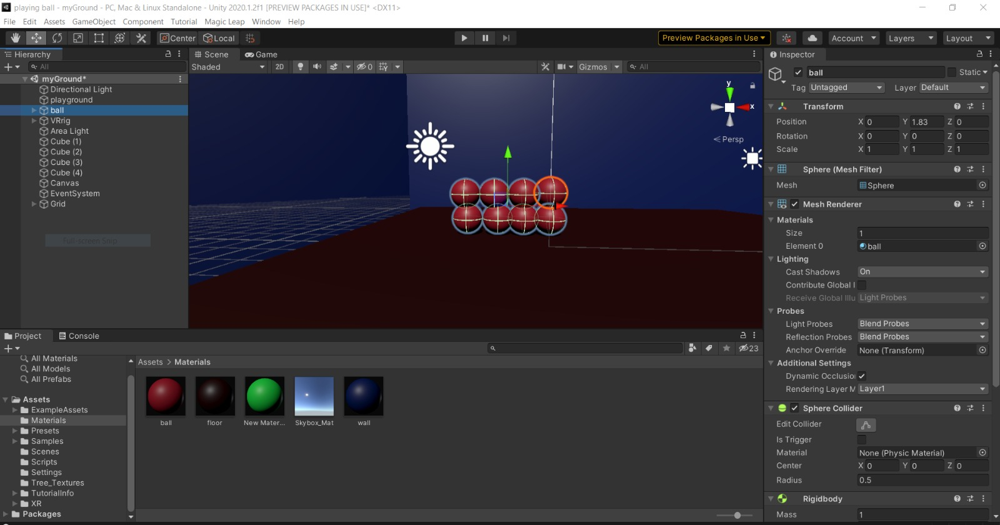 playing ball - myGround - PC, Mac & Linux Standalone - Unity 2020.1.2f1 [PREVIEW PACKAGES IN USE]* <DX11>
File Edit Assets GameObject Component Tutorial Magic Leap Window Help
Center Local Preview Packages in Use Account Layers Layout
Hierarchy
All
myGround*
Directional Light
playground
ball
VRrig
Area Light
Cube (1)
Cube (2)
Cube (3)
Cube (4)
Canvas
EventSystem
Grid
Full-screen Snip
Scene Game
Shaded 2D 0 Gizmos All
y
x
Persp
Inspector
ball Static
Tag Untagged Layer Default
Transform
Position X 0 Y 1.83 Z 0
Rotation X 0 Y 0 Z 0
Scale X 1 Y 1 Z 1
Sphere (Mesh Filter)
Mesh Sphere
Mesh Renderer
Materials
Size 1
Element 0 ball
Lighting
Cast Shadows On
Contribute Global I
Receive Global Illu Light Probes
Probes
Light Probes Blend Probes
Reflection Probes Blend Probes
Anchor Override None (Transform)
Additional Settings
Dynamic Occlusio
Rendering Layer M Layer1
Sphere Collider
Edit Collider
Is Trigger
Material None (Physic Material)
Center X 0 Y 0 Z 0
Radius 0.5
Rigidbody
Mass 1
Project Console
23
All Materials
All Models
All Prefabs
Assets
ExampleAssets
Materials
Presets
Samples
Scenes
Scripts
Settings
Tree_Textures
TutorialInfo
XR
Packages
Assets > Materials
ball floor New Mater... Skybox_Mat wall